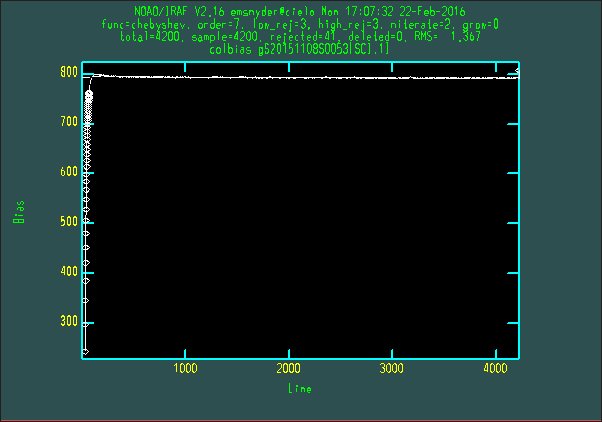 NOAO/IRAF V2.16 emsnyder@cielo Mon 17:07:32 22-Feb-2016
func=chebyshev, order=7, low_rej=3, high_rej=3, niterate=2, grow=0
total=4200, sample=4200, rejected=41, deleted=0, RMS= 1.367
colbias gS20151108S0053[SCI,1]
800
700
600
500
400
300
Bias
1000 2000 3000 4000
Line